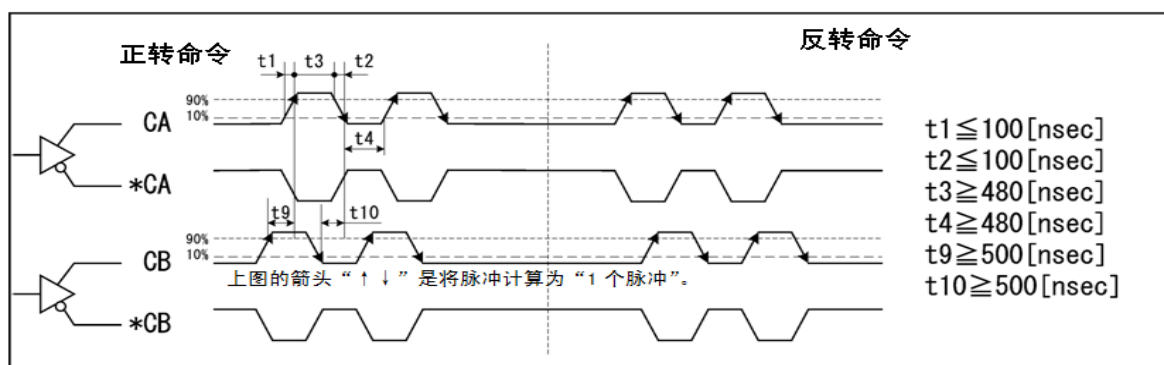 正转命令
反转命令
t1 t3 t2
90%
10%
CA
t4
*CA
t9 t10
90%
10%
CB
上图的箭头“↑↓”是将脉冲计算为“1个脉冲”。
*CB
t1≦100[nsec]
t2≦100[nsec]
t3≧480[nsec]
t4≧480[nsec]
t9≧500[nsec]
t10≧500[nsec]